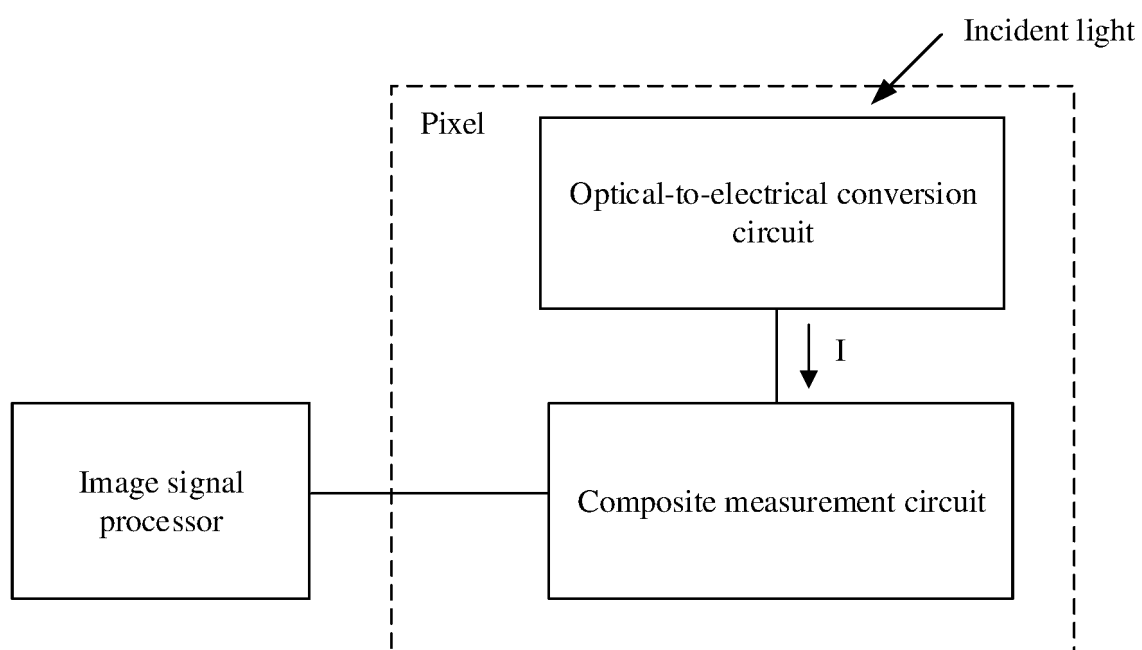 Incident light
Pixel
Optical-to-electrical conversion
circuit
I
Image signal
processor
Composite measurement circuit